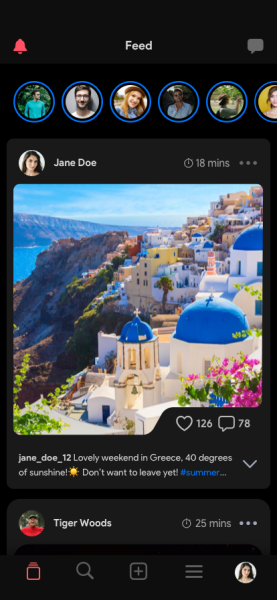 Feed
Jane Doe
18 mins
126
78
jane_doe_12 Lovely weekend in Greece, 40 degrees
of sunshine!☀️ Don't want to leave yet! #summer...
Tiger Woods
25 mins